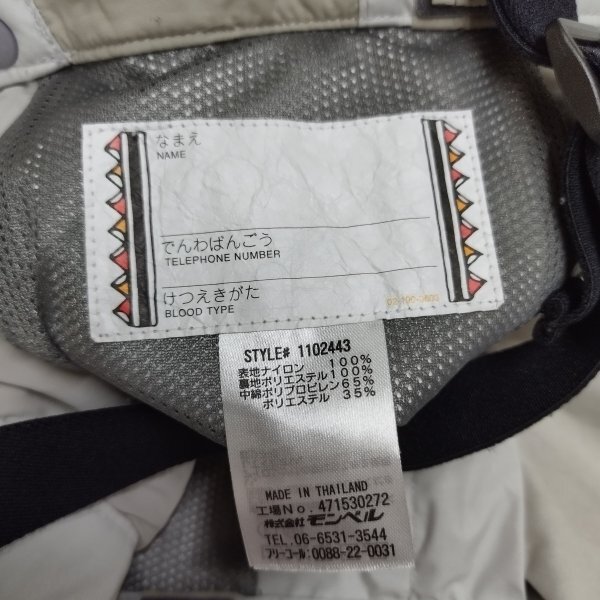 なまえ
NAME
でんわばんごう
TELEPHONE NUMBER
けつえきがた
BLOOD TYPE
02-100-0603
STYLE# 1102443
表地ナイロン 100%
裏地ポリエステル100%
中綿ポリプロピレン 65%
ポリエステル 35%
MADE IN THAILAND
工場No. 471530272
株式会社 モンベル
TEL. 06-6531-3544
フリーコール: 0088-22-0031